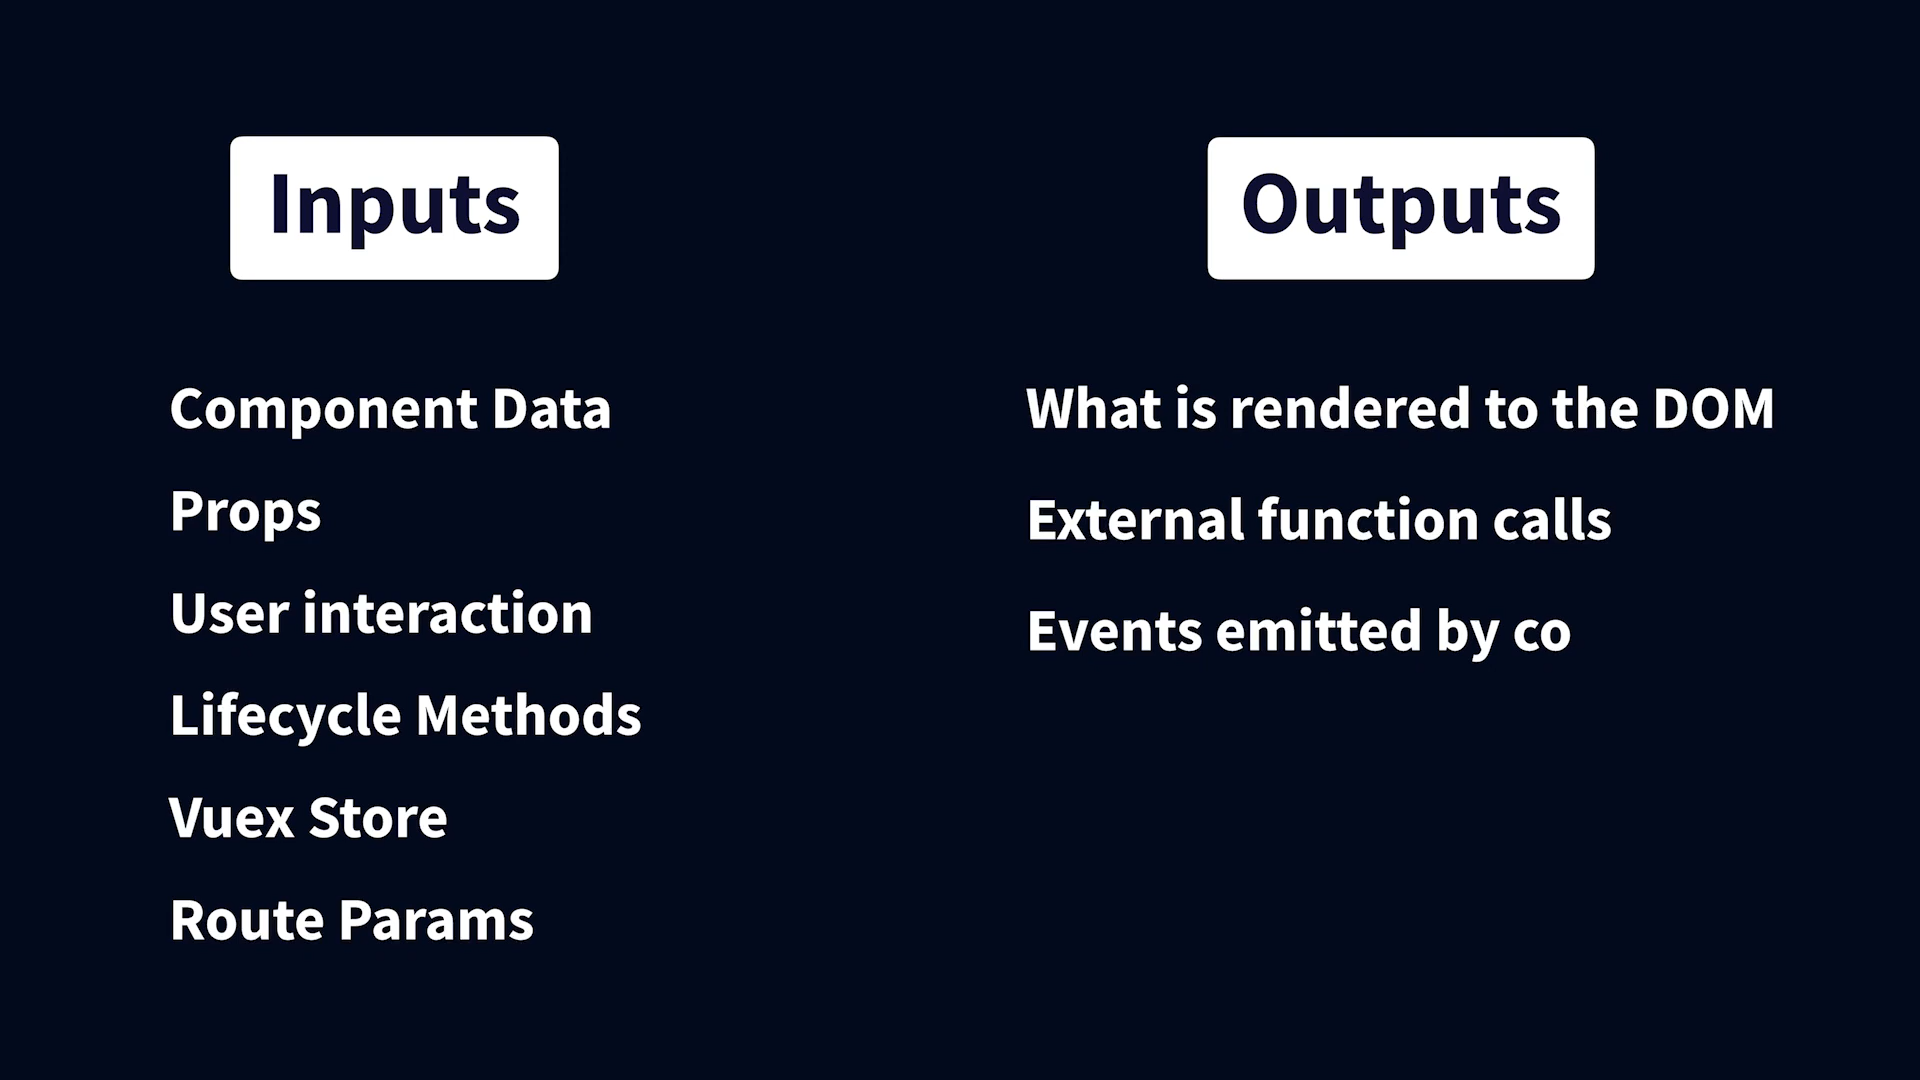 Inputs
Component Data
Props
User interaction
Lifecycle Methods
Vuex Store
Route Params
Outputs
What is rendered to the DOM
External function calls
Events emitted by co